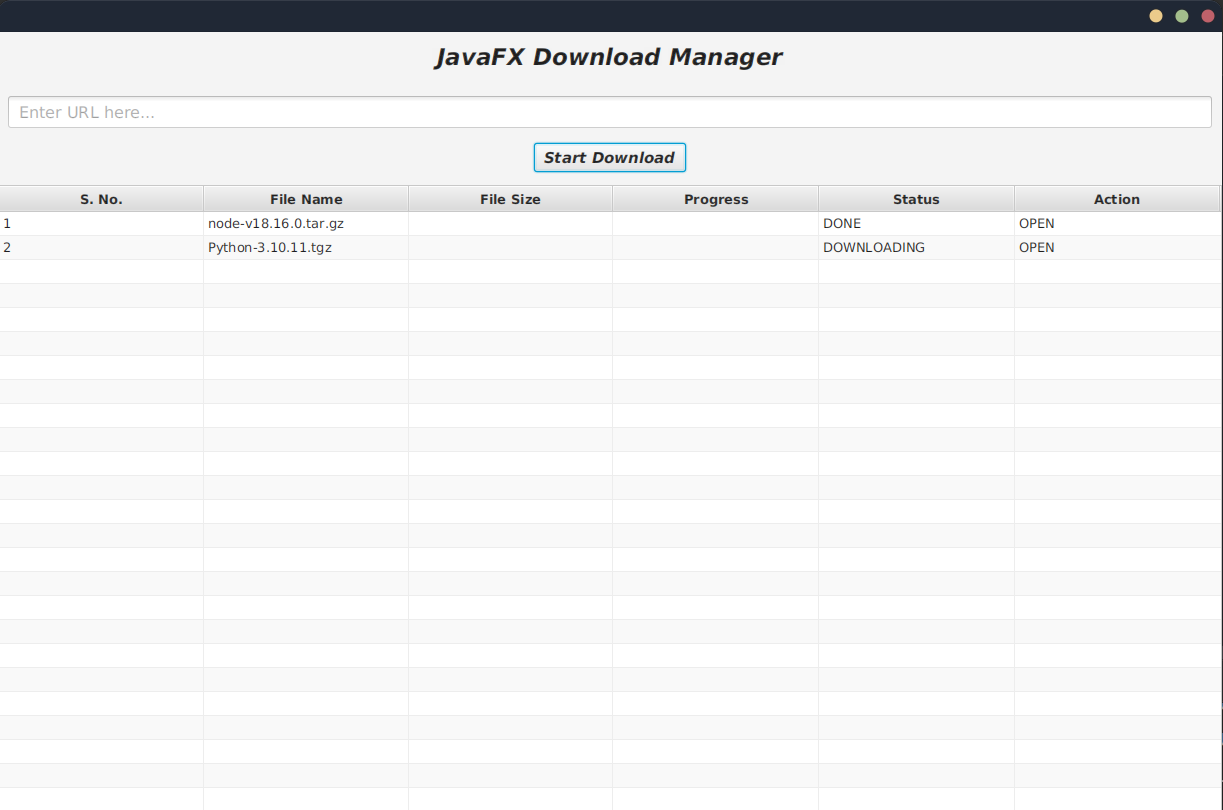 JavaFX Download Manager
Enter URL here...
Start Download
S. No. File Name File Size Progress Status Action
1 node-v18.16.0.tar.gz DONE OPEN
2 Python-3.10.11.tgz DOWNLOADING OPEN